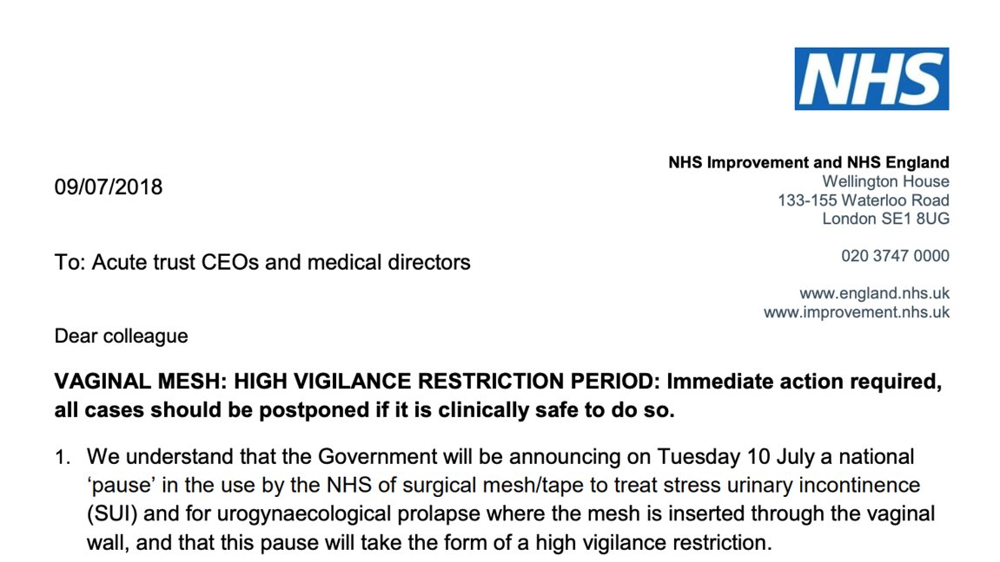 NHS
NHS Improvement and NHS England
Wellington House
133-155 Waterloo Road
London SE1 8UG
020 3747 0000
www.england.nhs.uk
www.improvement.nhs.uk
09/07/2018
To: Acute trust CEOs and medical directors
Dear colleague
VAGINAL MESH: HIGH VIGILANCE RESTRICTION PERIOD: Immediate action required,
all cases should be postponed if it is clinically safe to do so.
1. We understand that the Government will be announcing on Tuesday 10 July a national
‘pause’ in the use by the NHS of surgical mesh/tape to treat stress urinary incontinence
(SUI) and for urogynaecological prolapse where the mesh is inserted through the vaginal
wall, and that this pause will take the form of a high vigilance restriction.